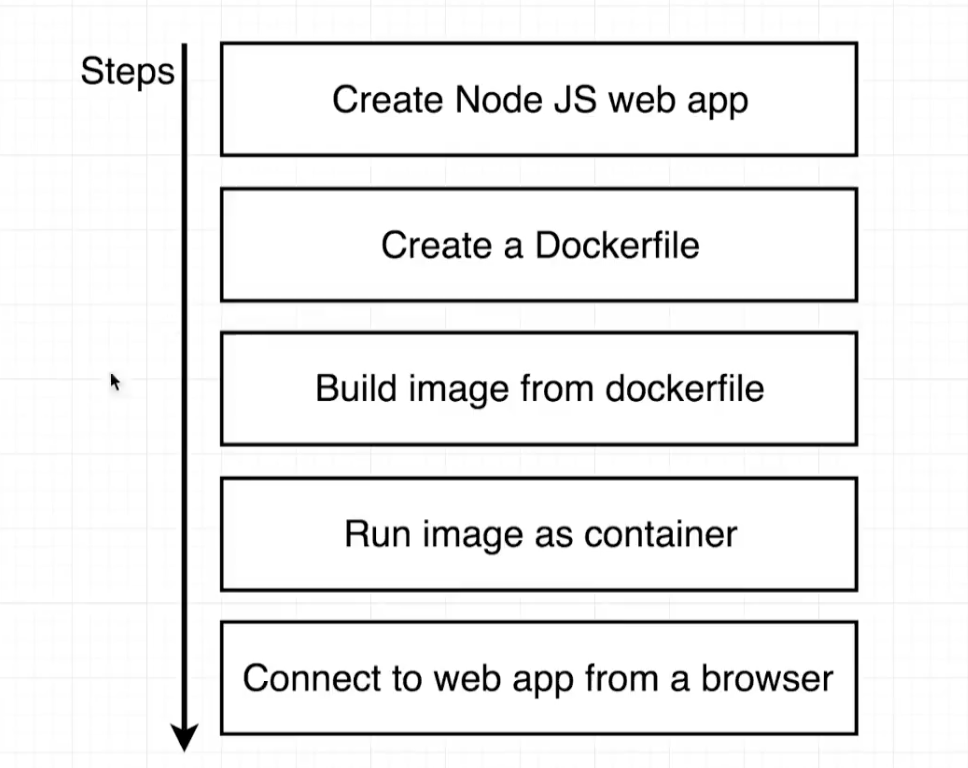 Steps
Create Node JS web app
Create a Dockerfile
Build image from dockerfile
Run image as container
Connect to web app from a browser